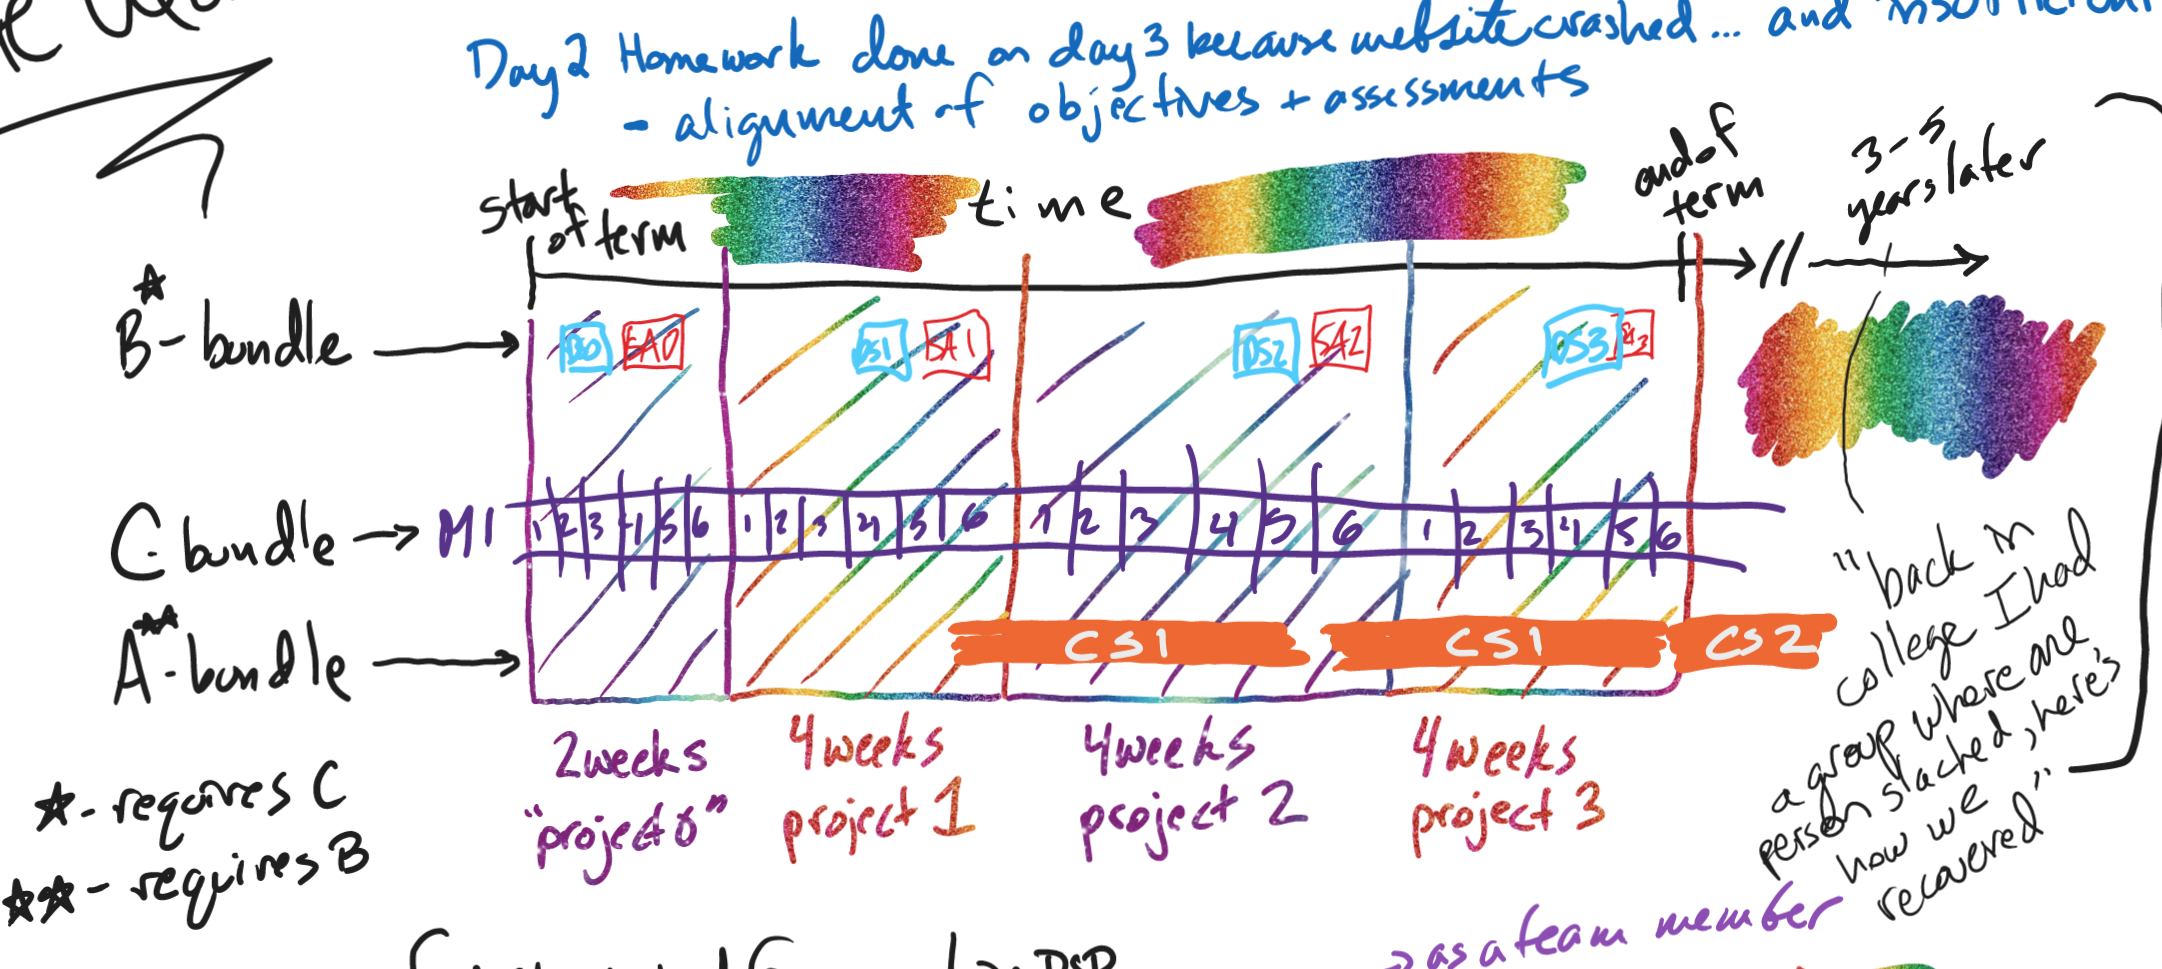 Day 2 Homework done on day 3 because website crashed... and insufficient
- alignment of objectives + assessments
start of term
time
end of term
3-5 years later
B☆-bundle
DS0 SA0 DS1 SA1 DS2 SA2 DS3 SA3
C-bundle
M1 1 2 3 4 5 6 1 2 3 4 5 6 1 2 3 4 5 6 1 2 3 4 5 6
A☆☆-bundle
CS1 CS1 CS2
2 weeks
"project 0"
4 weeks
project 1
4 weeks
project 2
4 weeks
project 3
☆ - requires C
☆☆ - requires B
"back in
college I had
a group where are
person slacked, here's
how we
recovered"
as a team member